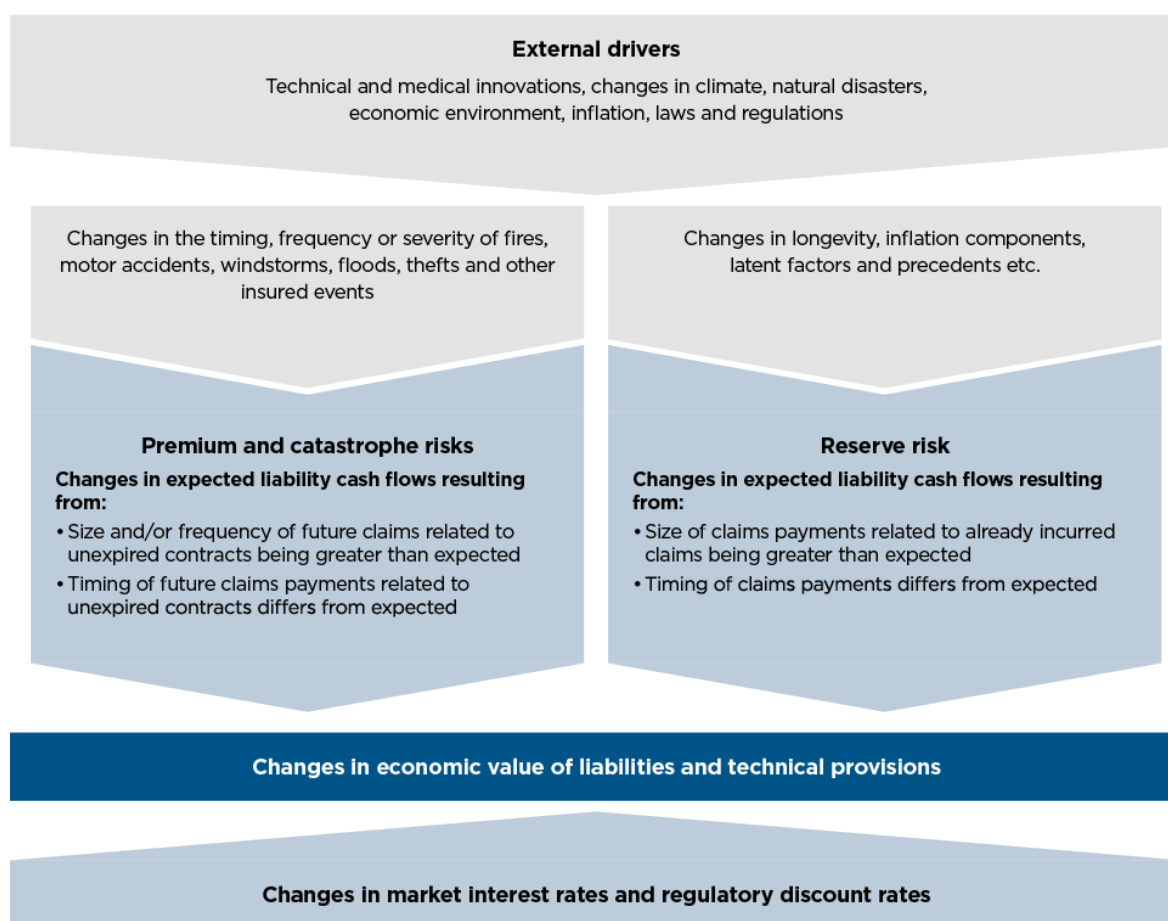 External drivers
Technical and medical innovations, changes in climate, natural disasters,
economic environment, inflation, laws and regulations
Changes in the timing, frequency or severity of fires,
motor accidents, windstorms, floods, thefts and other
insured events
Changes in longevity, inflation components,
latent factors and precedents etc.
Premium and catastrophe risks
Changes in expected liability cash flows resulting
from:
• Size and/or frequency of future claims related to
unexpired contracts being greater than expected
• Timing of future claims payments related to
unexpired contracts differs from expected
Reserve risk
Changes in expected liability cash flows resulting
from:
• Size of claims payments related to already incurred
claims being greater than expected
• Timing of claims payments differs from expected
Changes in economic value of liabilities and technical provisions
Changes in market interest rates and regulatory discount rates